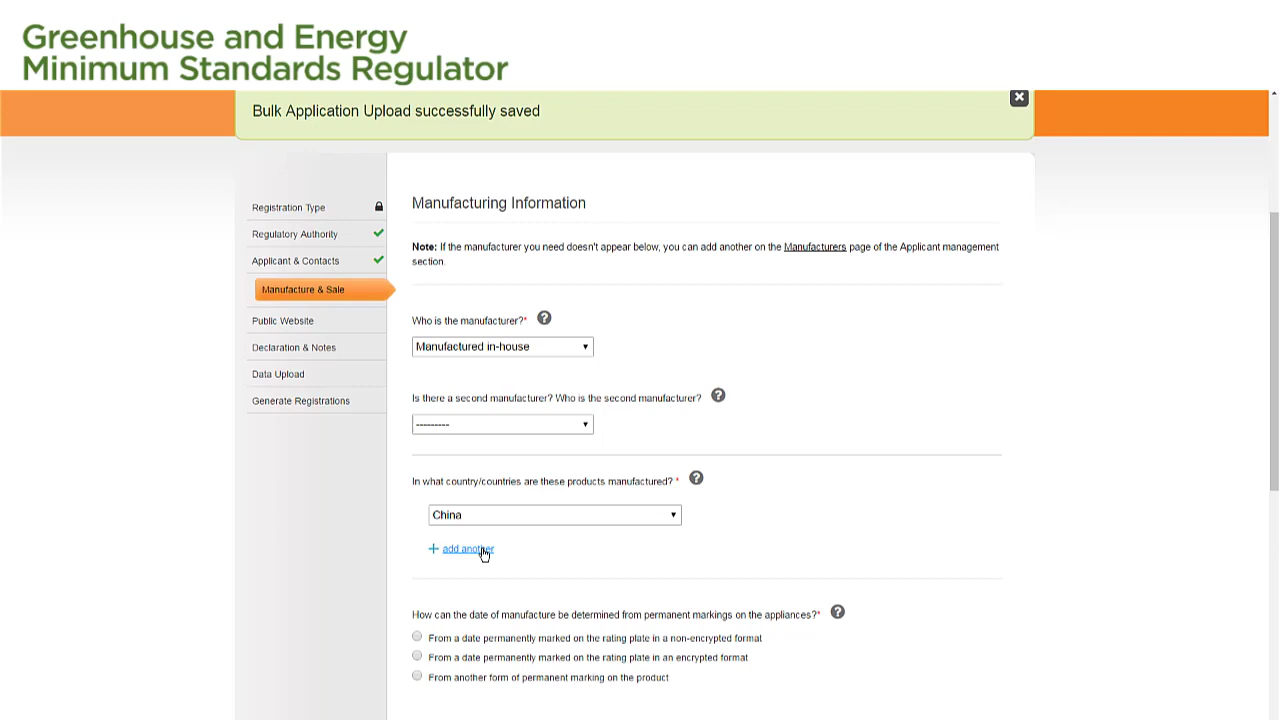 Greenhouse and Energy
Minimum Standards Regulator
Bulk Application Upload successfully saved
Registration Type
Regulatory Authority
Applicant & Contacts
Manufacture & Sale
Public Website
Declaration & Notes
Data Upload
Generate Registrations
Manufacturing Information
Note: If the manufacturer you need doesn't appear below, you can add another on the Manufacturers page of the Applicant management
section.
Who is the manufacturer?*
Manufactured in-house
Is there a second manufacturer? Who is the second manufacturer?
---------
In what country/countries are these products manufactured? *
China
+ add another
How can the date of manufacture be determined from permanent markings on the appliances?*
From a date permanently marked on the rating plate in a non-encrypted format
From a date permanently marked on the rating plate in an encrypted format
From another form of permanent marking on the product